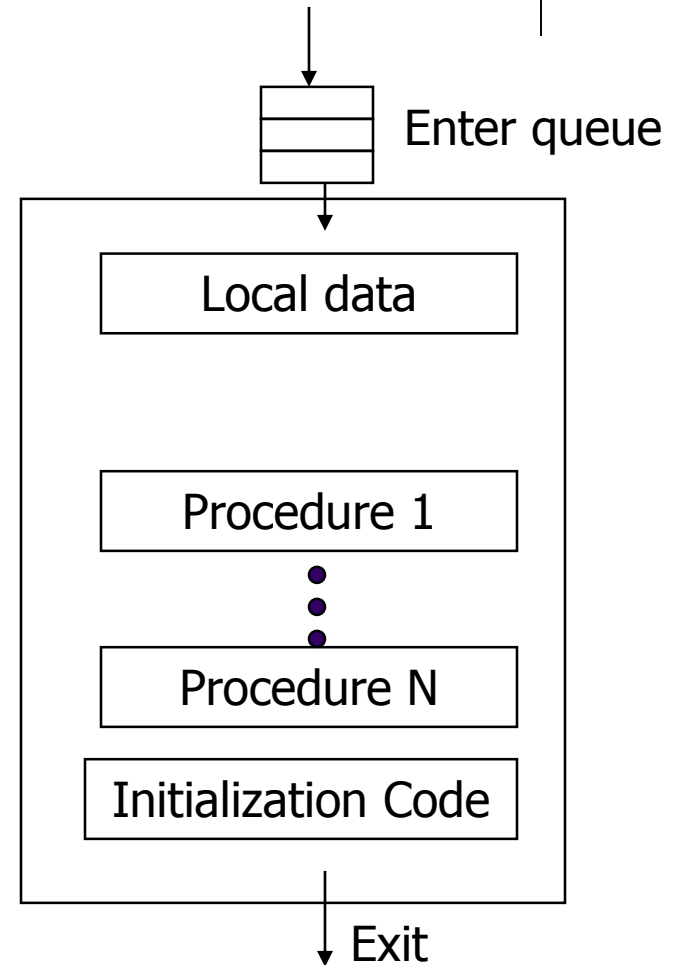 Enter queue
Local data
Procedure 1
Procedure N
Initialization Code
Exit